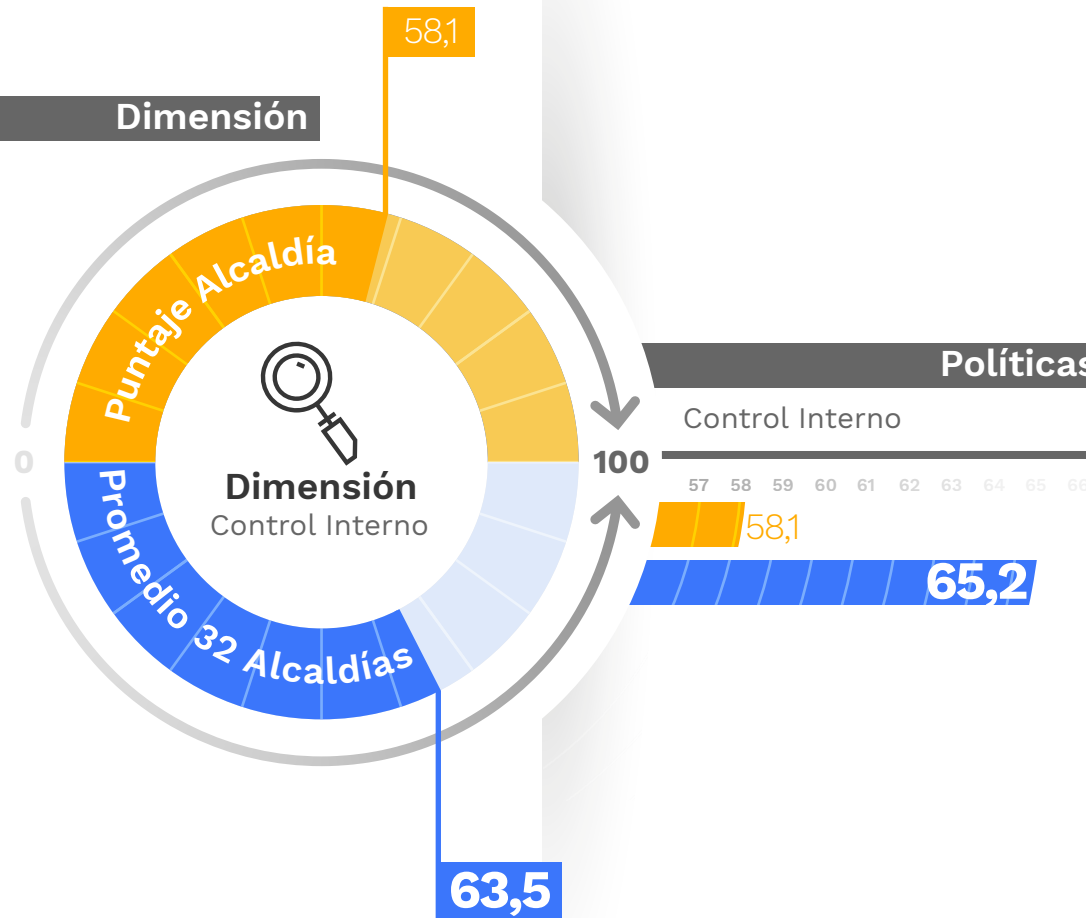 58,1
Dimensión
Puntaje Alcaldía
0
Dimensión
Control Interno
100
Promedio 32 Alcaldías
63,5
Políticas
Control Interno
57 58 59 60 61 62 63 64 65 66
58,1
65,2